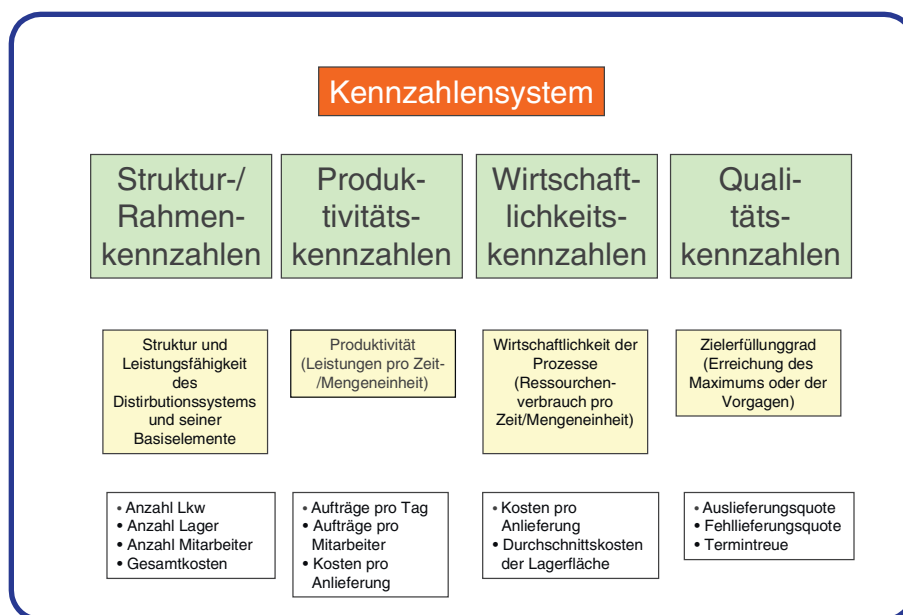 Kennzahlensystem
Struktur-/
Rahmen-
kennzahlen
Produk-
tivitäts-
kennzahlen
Wirtschaft-
lichkeits-
kennzahlen
Quali-
täts-
kennzahlen
Struktur und
Leistungsfähigkeit
des
Distirbutionssystems
und seiner
Basiselemente
Produktivität
(Leistungen pro Zeit-
/Mengeneinheit)
Wirtschaftlichkeit der
Prozesse
(Ressourchen-
verbrauch pro
Zeit/Mengeneinheit)
Zielerfüllunggrad
(Erreichung des
Maximums oder der
Vorgagen)
• Anzahl Lkw
• Anzahl Lager
• Anzahl Mitarbeiter
• Gesamtkosten
• Aufträge pro Tag
• Aufträge pro
Mitarbeiter
• Kosten pro
Anlieferung
• Kosten pro
Anlieferung
• Durchschnittskosten
der Lagerfläche
• Auslieferungsquote
• Fehllieferungsquote
• Termintreue